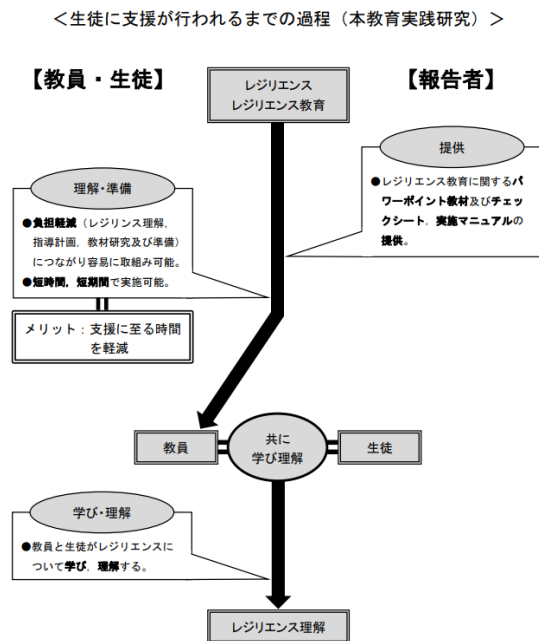 <生徒に支援が行われるまでの過程（本教育実践研究）>
【教員・生徒】
【報告者】
レジリエンス
レジリエンス教育
提供
●レジリエンス教育に関するパ
ワーポイント教材及びチェッ
クシート，実施マニュアルの
提供。
理解・準備
●負担軽減（レジリンス理解，
指導計画，教材研究及び準備）
につながり容易に取組み可能。
●短時間，短期間で実施可能。
メリット：支援に至る時間
を軽減
教員
共に
学び理解
生徒
学び・理解
●教員と生徒がレジリエンスに
ついて学び，理解する。
レジリエンス理解